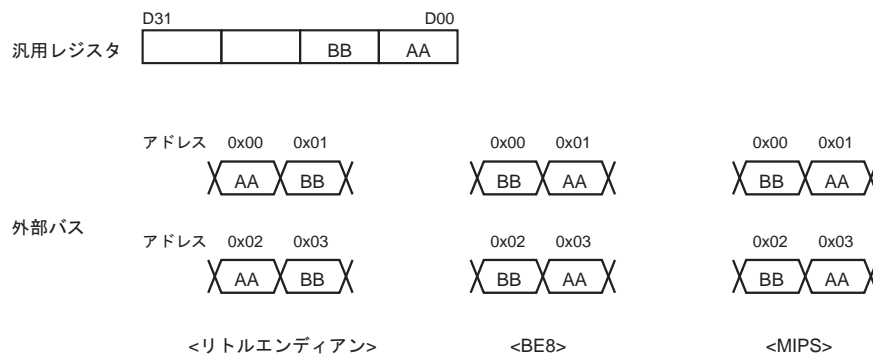 D31 D00
汎用レジスタ BB AA
アドレス 0x00 0x01 0x00 0x01 0x00 0x01
AA BB BB AA BB AA
外部バス
アドレス 0x02 0x03 0x02 0x03 0x02 0x03
AA BB BB AA BB AA
<リトルエンディアン> <BE8> <MIPS>